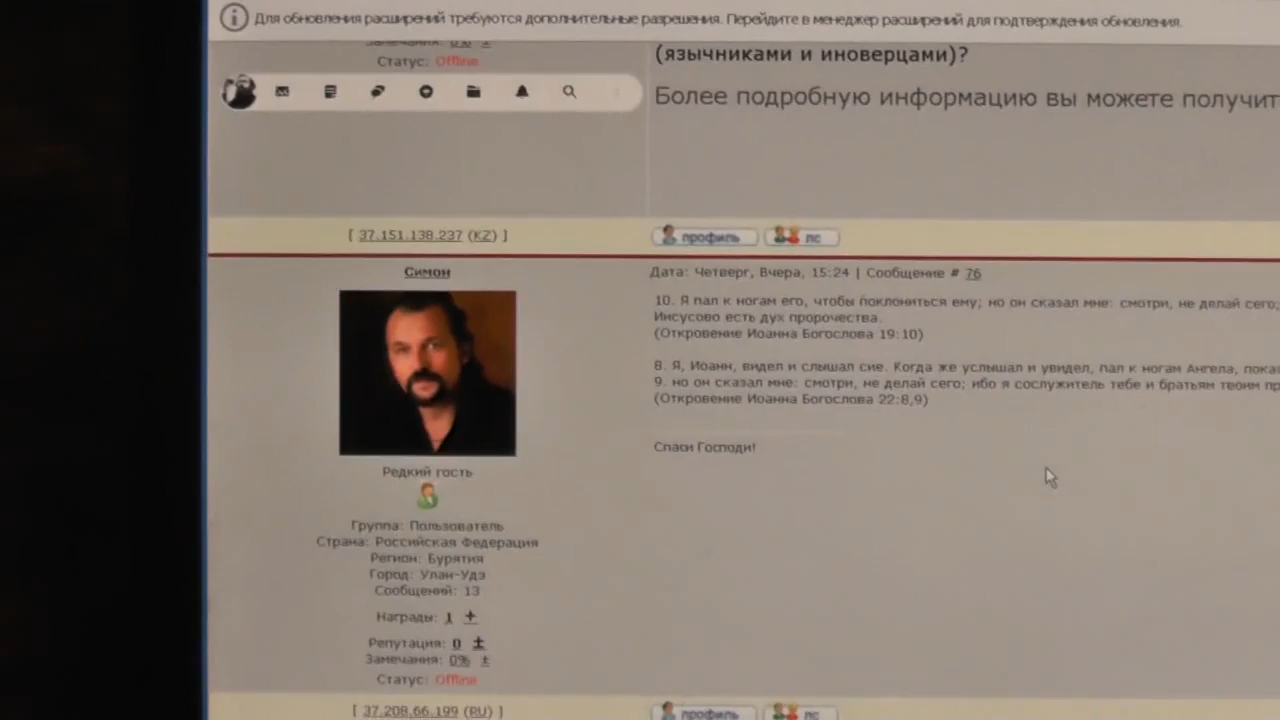 Для обновления расширений требуются дополнительные разрешения. Перейдите в менеджер расширений для подтверждения обновления.
Замечания: 0% ±
Статус: Offline
(язычниками и иноверцами)?
Более подробную информацию вы можете получит
[ 37.151.138.237 (KZ) ]
профиль
лс
Симон
Дата: Четверг, Вчера, 15:24 | Сообщение # 76
10. Я пал к ногам его, чтобы поклониться ему; но он сказал мне: смотри, не делай сего;
Иисусово есть дух пророчества.
(Откровение Иоанна Богослова 19:10)
8. Я, Иоанн, видел и слышал сие. Когда же услышал и увидел, пал к ногам Ангела, пока
9. но он сказал мне: смотри, не делай сего; ибо я сослужитель тебе и братьям твоим пр
(Откровение Иоанна Богослова 22:8,9)
Спаси Господи!
Редкий гость
Группа: Пользователь
Страна: Российская Федерация
Регион: Бурятия
Город: Улан-Удэ
Сообщений: 13
Награды: 1 +
Репутация: 0 ±
Замечания: 0% ±
Статус: Offline
[ 37.208.66.199 (RU) ]
профиль
лс